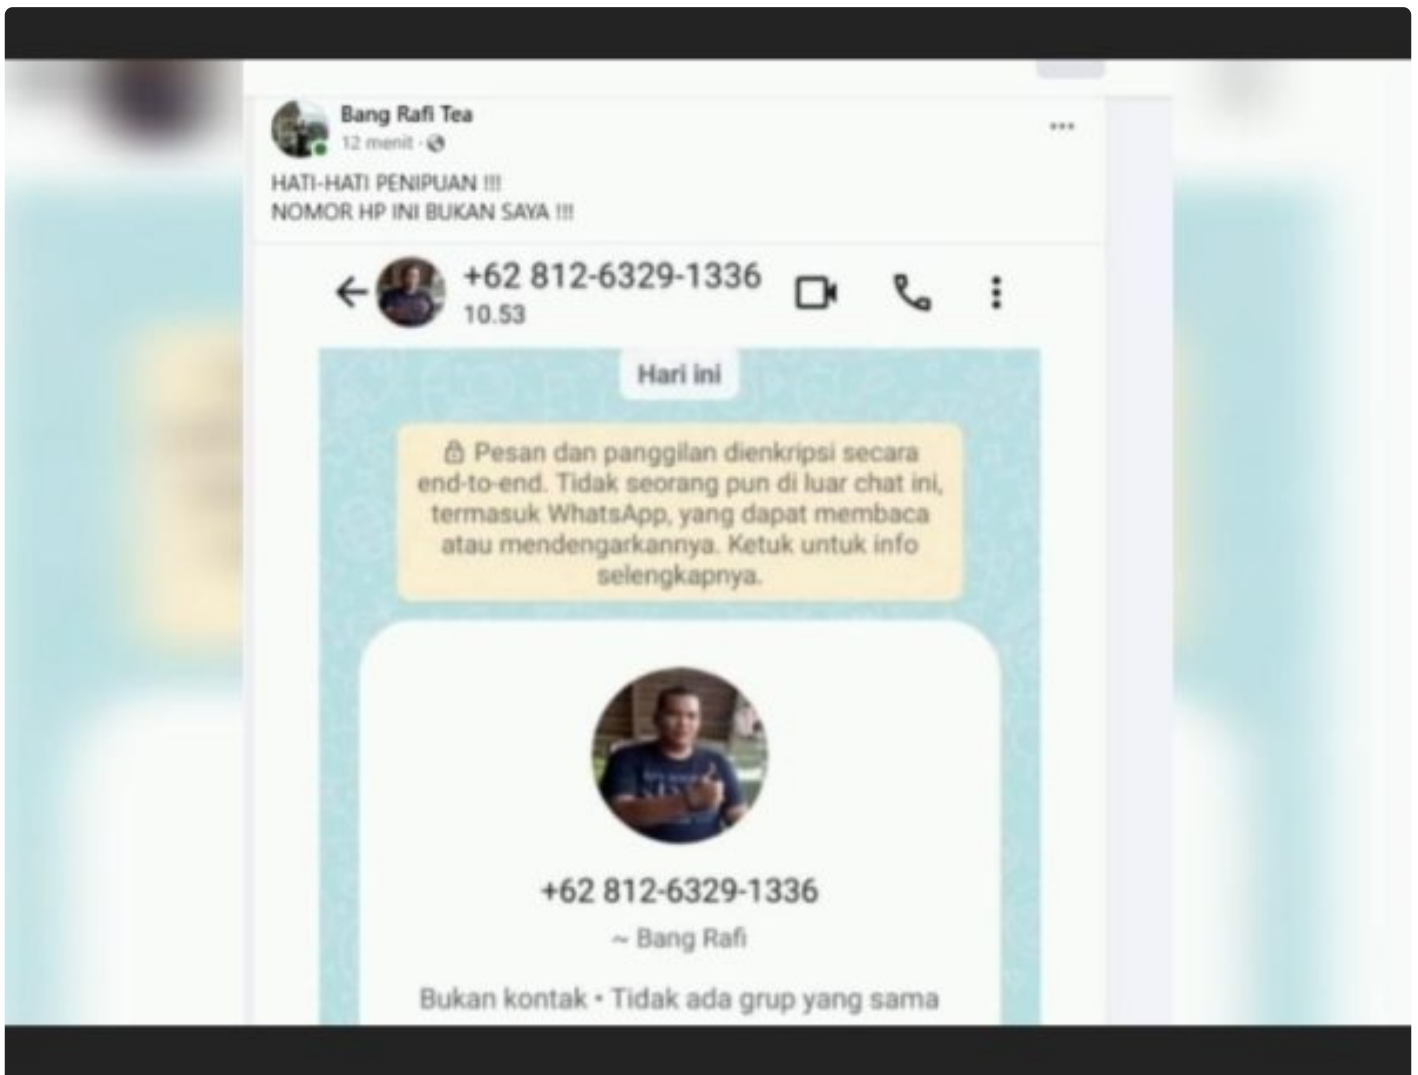 Bang Rafi Tea
12 menit ·
HATI-HATI PENIPUAN !!!
NOMOR HP INI BUKAN SAYA !!!
+62 812-6329-1336
10.53
Hari ini
Pesan dan panggilan dienkripsi secara
end-to-end. Tidak seorang pun di luar chat ini,
termasuk WhatsApp, yang dapat membaca
atau mendengarkannya. Ketuk untuk info
selengkapnya.
+62 812-6329-1336
~ Bang Rafi
Bukan kontak • Tidak ada grup yang sama